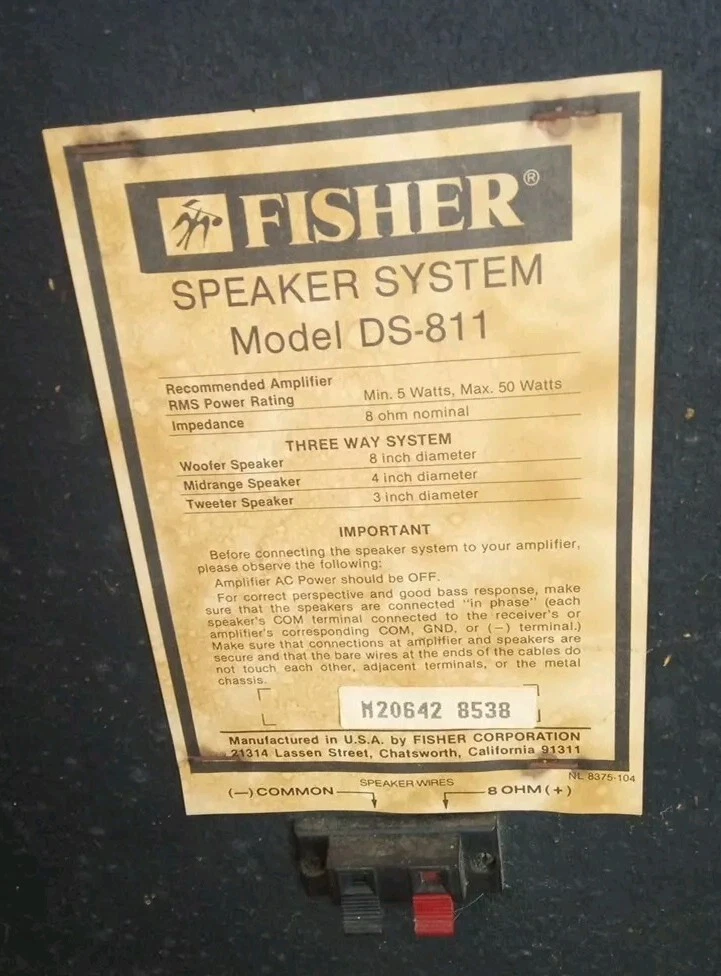 FISHER®
SPEAKER SYSTEM
Model DS-811
Recommended Amplifier
RMS Power Rating Min. 5 Watts, Max. 50 Watts
Impedance 8 ohm nominal
THREE WAY SYSTEM
Woofer Speaker 8 inch diameter
Midrange Speaker 4 inch diameter
Tweeter Speaker 3 inch diameter
IMPORTANT
Before connecting the speaker system to your amplifier,
please observe the following:
Amplifier AC Power should be OFF.
For correct perspective and good bass response, make
sure that the speakers are connected "in phase" (each
speaker's COM terminal connected to the receiver's or
amplifier's corresponding COM, GND, or (−) terminal.)
Make sure that connections at amplifier and speakers are
secure and that the bare wires at the ends of the cables do
not touch each other, adjacent terminals, or the metal
chassis.
M20642 8538
Manufactured in U.S.A. by FISHER CORPORATION
21314 Lassen Street, Chatsworth, California 91311
NL 8375-104
SPEAKER WIRES
(—) COMMON 8 OHM (+)